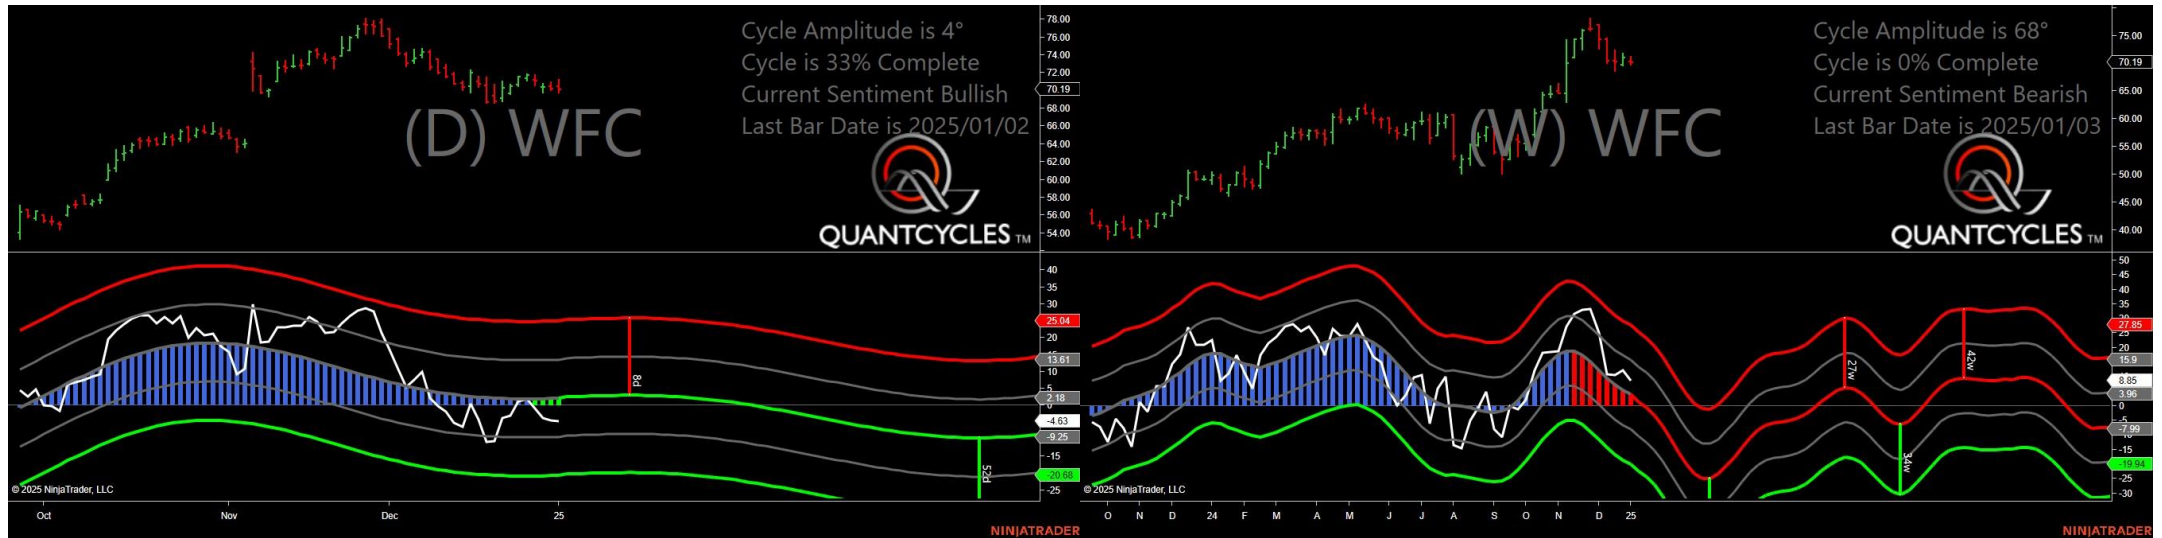 Cycle Amplitude is 4°
Cycle is 33% Complete
Current Sentiment Bullish
Last Bar Date is 2025/01/02
(D) WFC
QUANTCYCLES TM
78.00
76.00
74.00
72.00
70.19
68.00
66.00
64.00
62.00
60.00
58.00
56.00
54.00
40
35
30
25.04
20
13.61
10
5
2.18
0
-4.63
-9.25
-15
-20.68
-25
8d
52d
© 2025 NinjaTrader, LLC
Oct
Nov
Dec
25
NINJATRADER
Cycle Amplitude is 68°
Cycle is 0% Complete
Current Sentiment Bearish
Last Bar Date is 2025/01/03
(W) WFC
QUANTCYCLES TM
75.00
70.19
65.00
60.00
55.00
50.00
45.00
40.00
50
45
40
35
27.85
20
15.9
8.85
3.96
0
-7.99
-15
-19.94
-25
-30
27w
42w
34w
© 2025 NinjaTrader, LLC
O N D 24 F M A M J J A S O N D 25
NINJATRADER